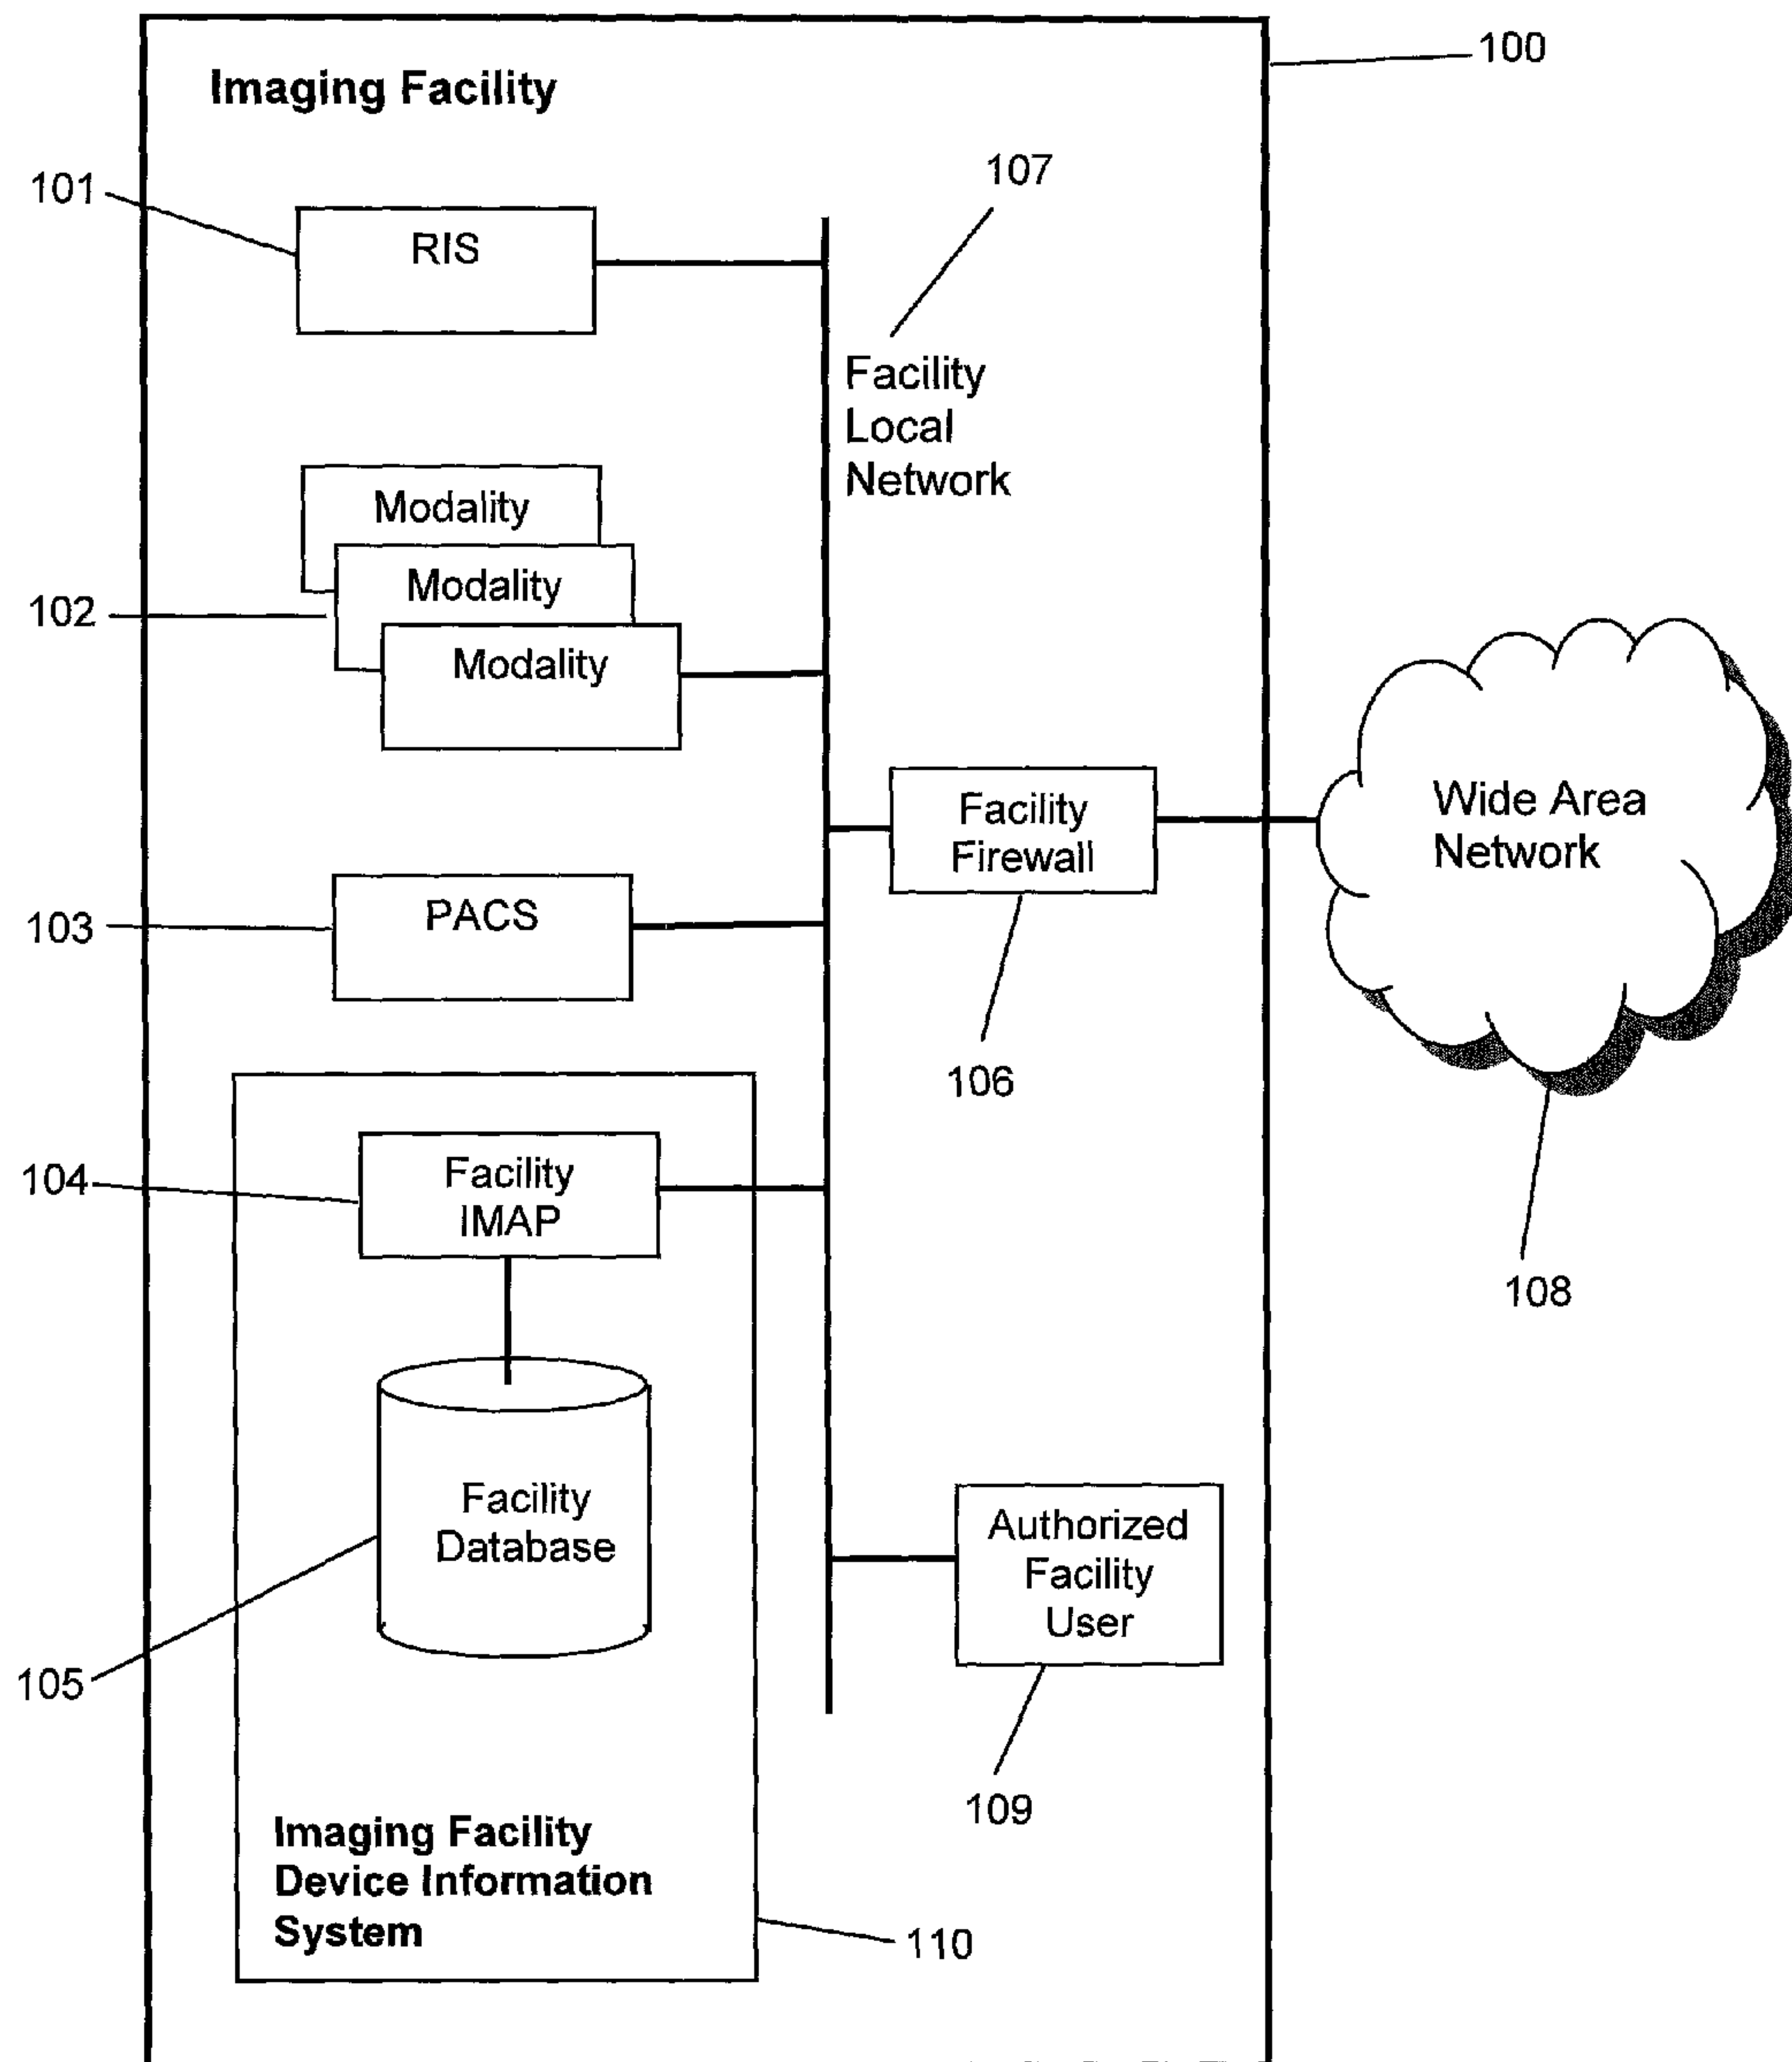 100
Imaging Facility
107
101
RIS
Facility
Local
Network
Modality
Modality
102
Modality
Facility
Firewall
Wide Area
Network
103
PACS
106
104
Facility
IMAP
108
Facility
Database
Authorized
Facility
User
105
109
Imaging Facility
Device Information
System
110